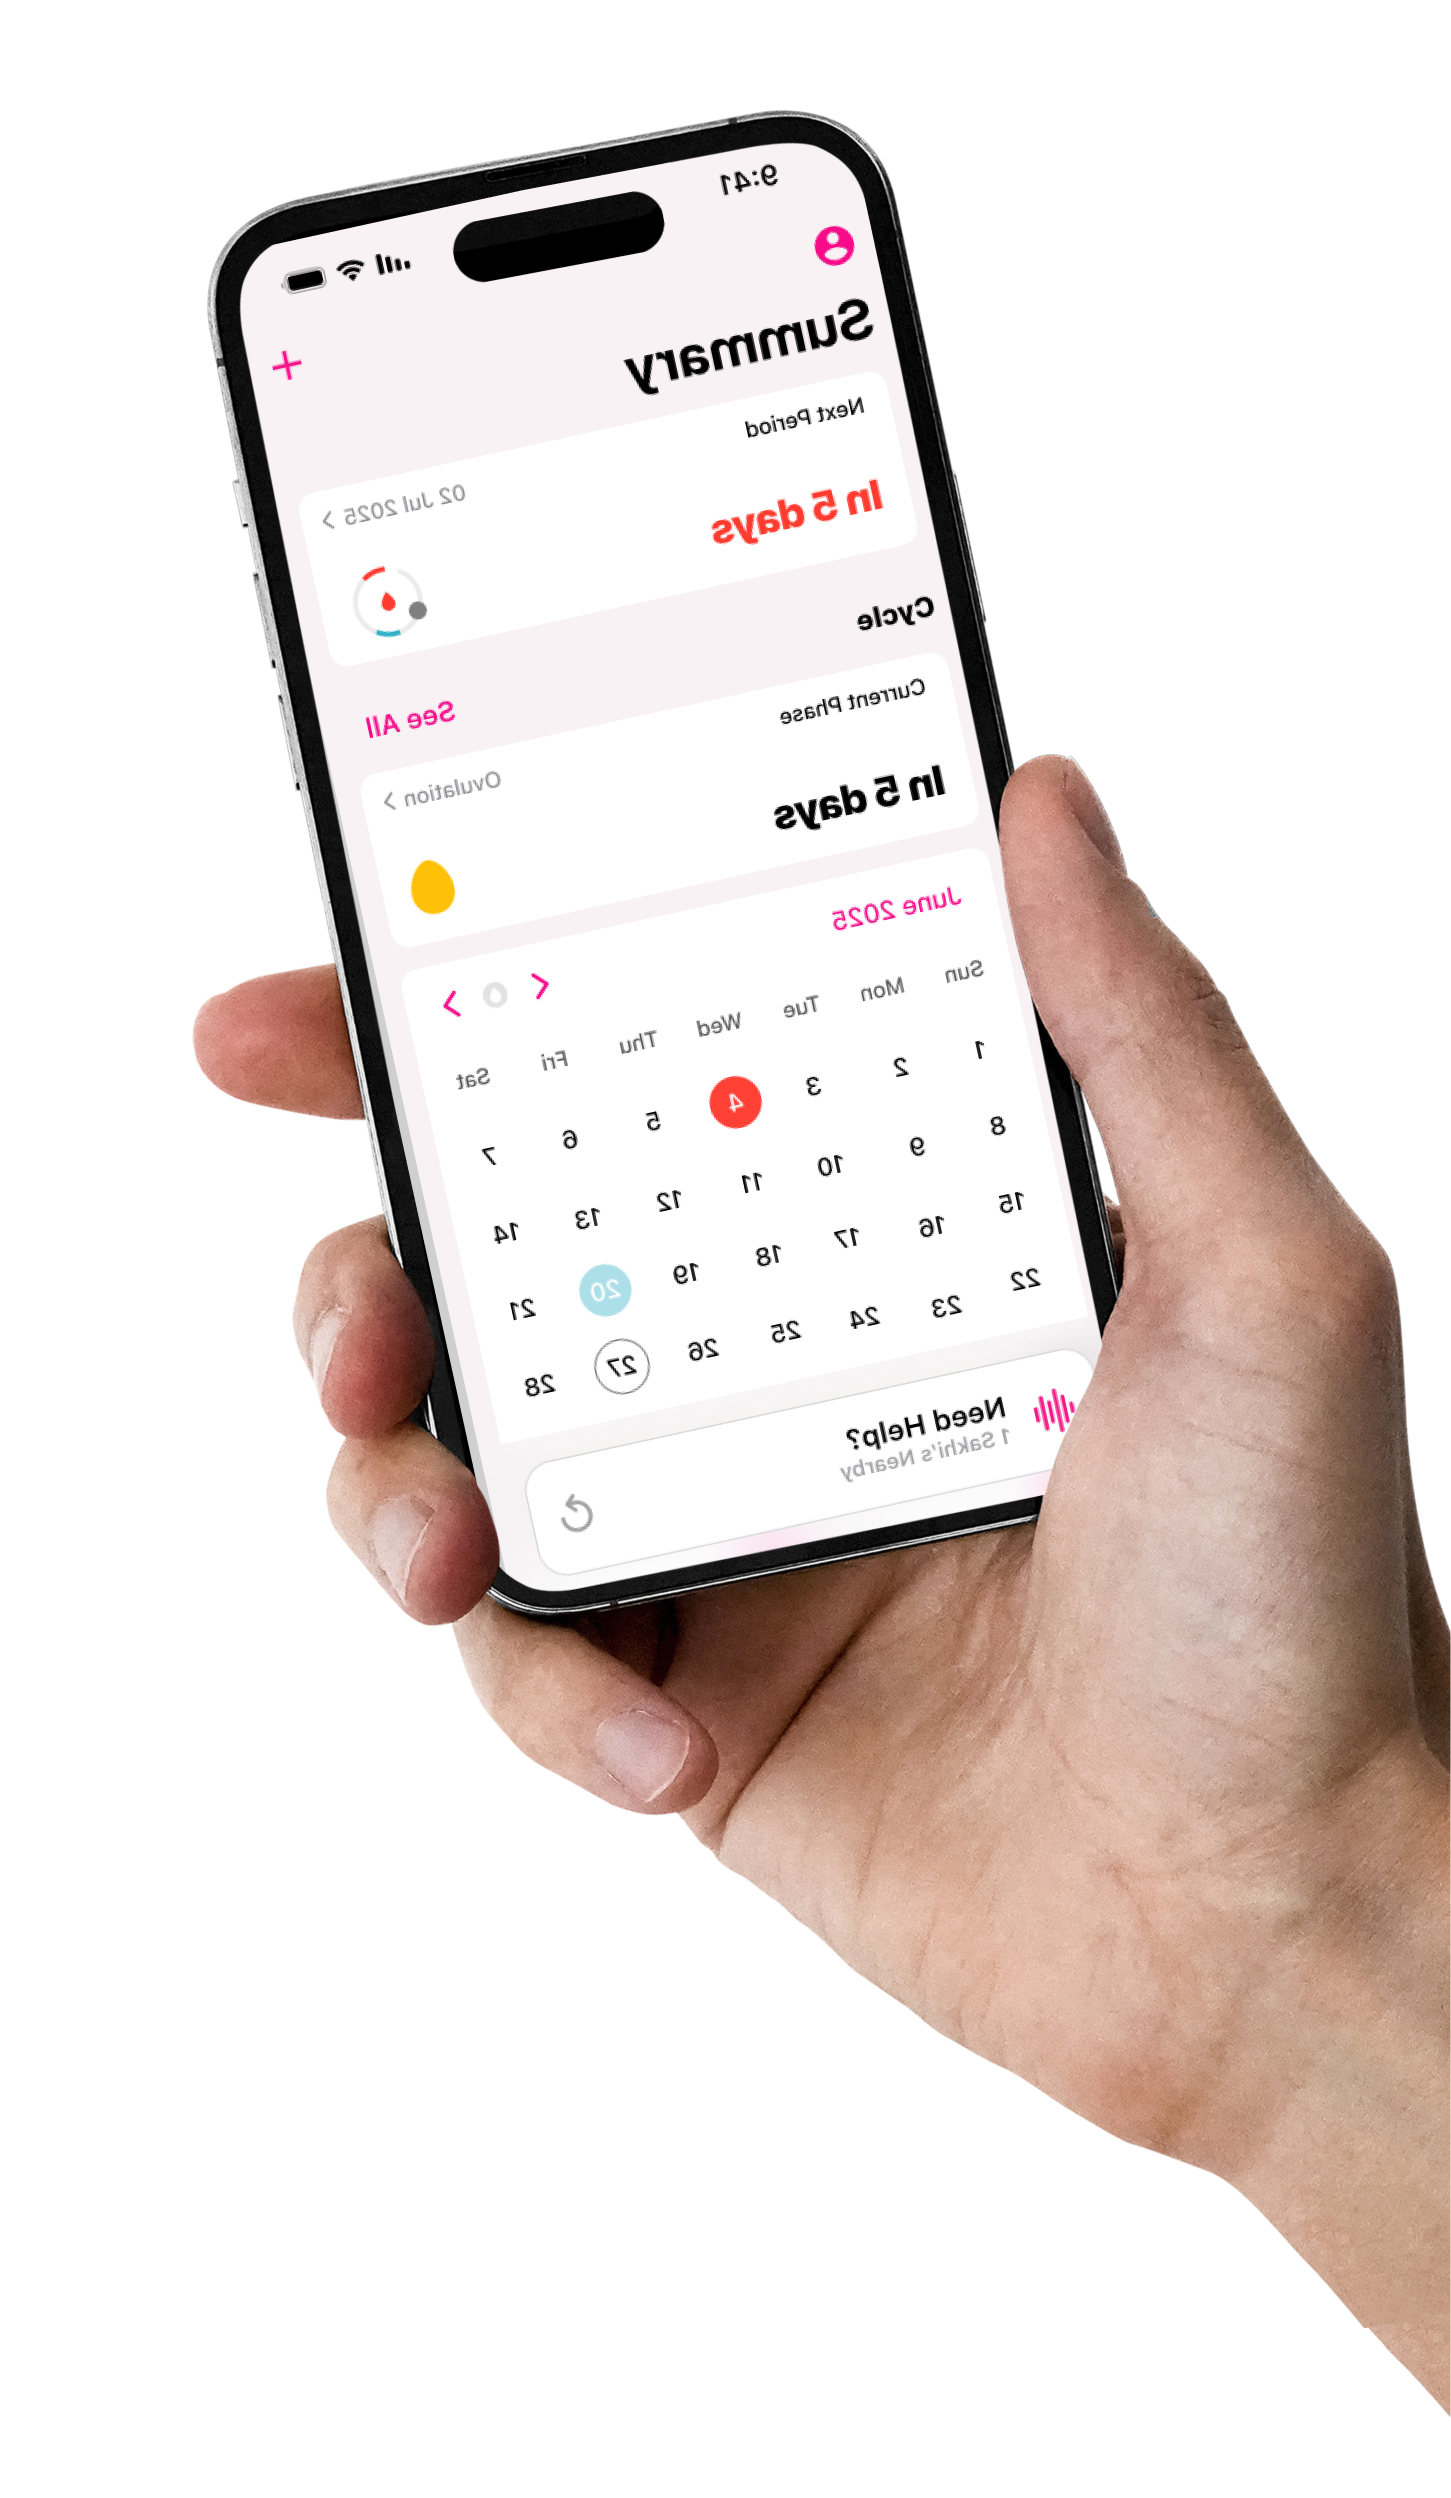 9:41
Summary
Next Period
02 Jul 2025
In 5 days
Cycle
See All
Current Phase
Ovulation
In 5 days
June 2025
Sun Mon Tue Wed Thu Fri Sat
1 2 3 4 5 6 7
8 9 10 11 12 13 14
15 16 17 18 19 20 21
22 23 24 25 26 27 28
Need Help?
1 Sakhi's Nearby